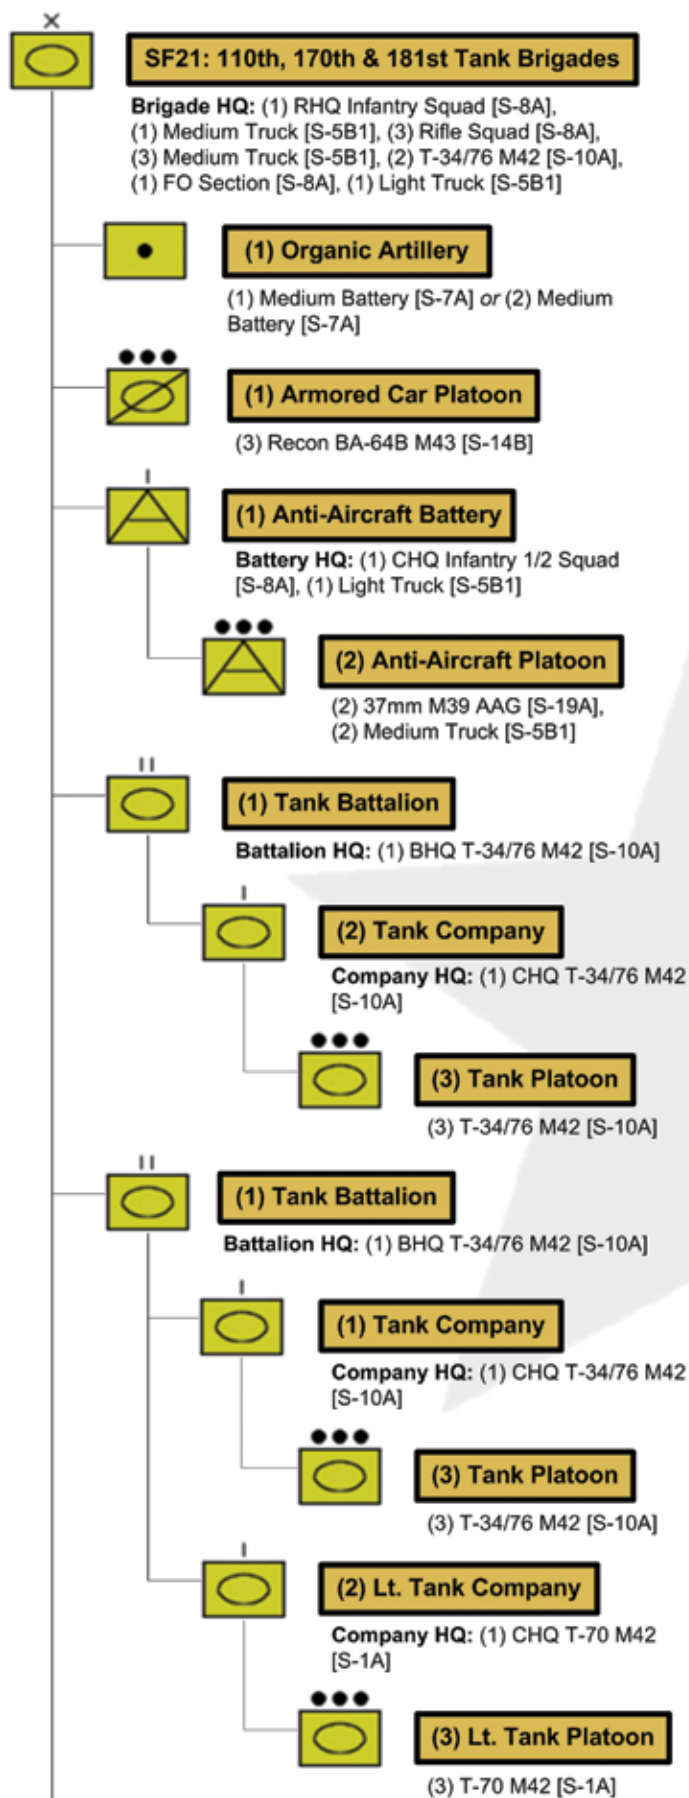 SF21: 110th, 170th & 181st Tank Brigades
Brigade HQ: (1) RHQ Infantry Squad [S-8A],
(1) Medium Truck [S-5B1], (3) Rifle Squad [S-8A],
(3) Medium Truck [S-5B1], (2) T-34/76 M42 [S-10A],
(1) FO Section [S-8A], (1) Light Truck [S-5B1]
(1) Organic Artillery
(1) Medium Battery [S-7A] or (2) Medium
Battery [S-7A]
(1) Armored Car Platoon
(3) Recon BA-64B M43 [S-14B]
(1) Anti-Aircraft Battery
Battery HQ: (1) CHQ Infantry 1/2 Squad
[S-8A], (1) Light Truck [S-5B1]
(2) Anti-Aircraft Platoon
(2) 37mm M39 AAG [S-19A],
(2) Medium Truck [S-5B1]
(1) Tank Battalion
Battalion HQ: (1) BHQ T-34/76 M42 [S-10A]
(2) Tank Company
Company HQ: (1) CHQ T-34/76 M42
[S-10A]
(3) Tank Platoon
(3) T-34/76 M42 [S-10A]
(1) Tank Battalion
Battalion HQ: (1) BHQ T-34/76 M42 [S-10A]
(1) Tank Company
Company HQ: (1) CHQ T-34/76 M42
[S-10A]
(3) Tank Platoon
(3) T-34/76 M42 [S-10A]
(2) Lt. Tank Company
Company HQ: (1) CHQ T-70 M42
[S-1A]
(3) Lt. Tank Platoon
(3) T-70 M42 [S-1A]